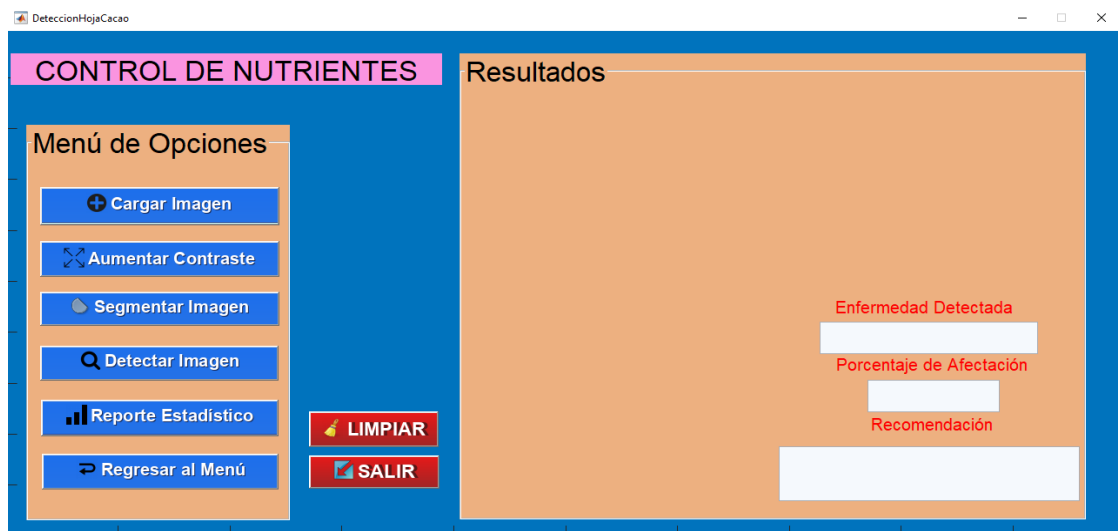 DeteccionHojaCacao
CONTROL DE NUTRIENTES
Menú de Opciones
Cargar Imagen
Aumentar Contraste
Segmentar Imagen
Detectar Imagen
Reporte Estadístico
Regresar al Menú
LIMPIAR
SALIR
Resultados
Enfermedad Detectada
Porcentaje de Afectación
Recomendación